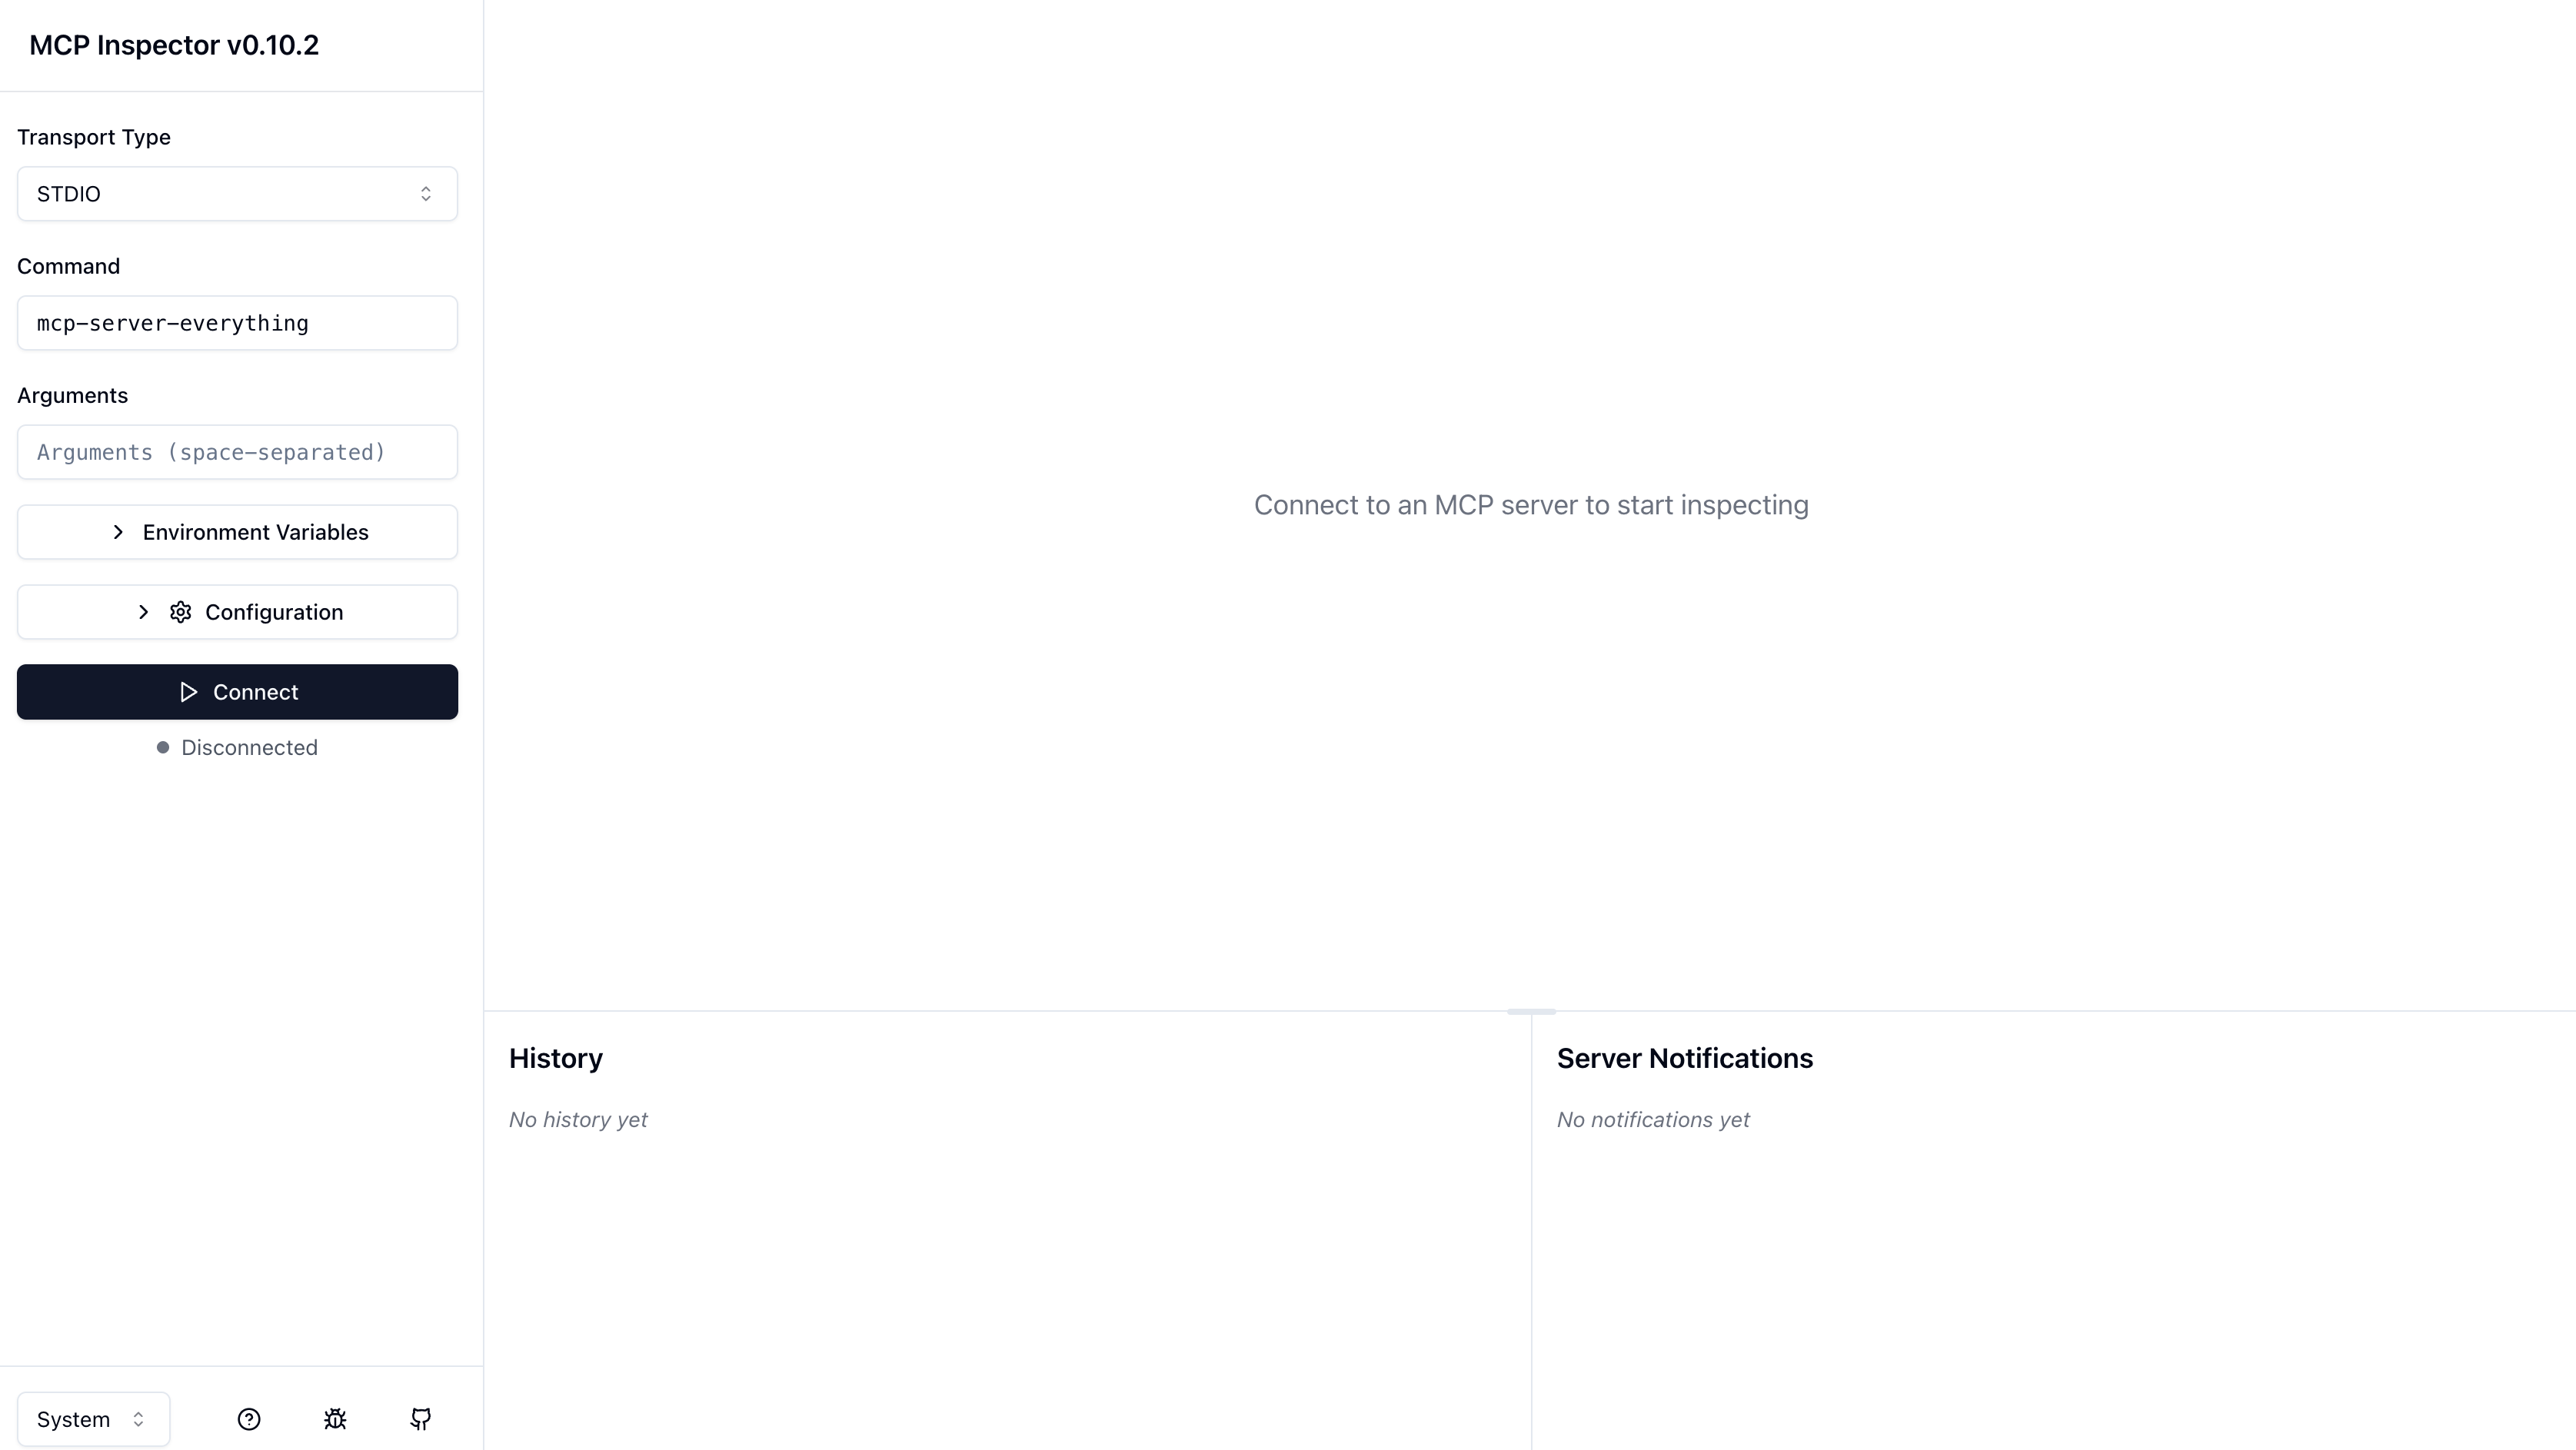 MCP Inspector v0.10.2
Transport Type
STDIO
Command
mcp-server-everything
Arguments
Arguments (space-separated)
Environment Variables
Configuration
Connect
Disconnected
System
Connect to an MCP server to start inspecting
History
No history yet
Server Notifications
No notifications yet